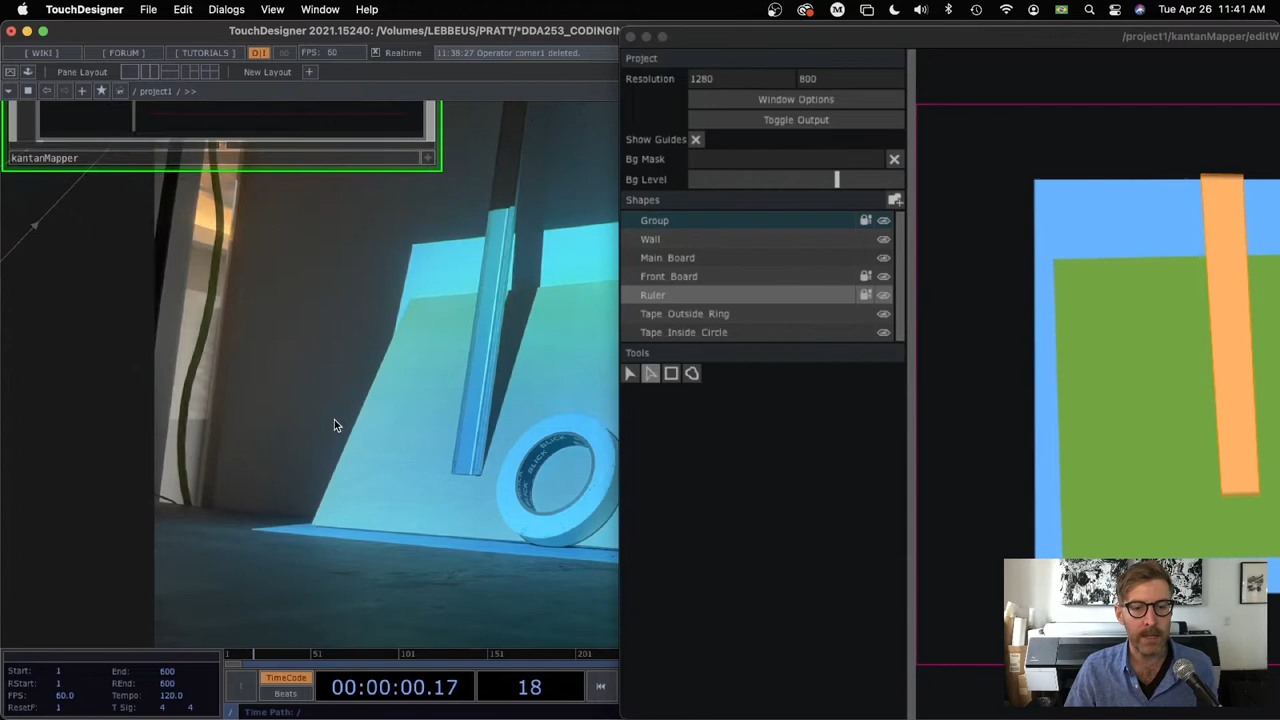 TouchDesigner File Edit Dialogs View Window Help
Tue Apr 26 11:41 AM
TouchDesigner 2021.15240: /Volumes/LEBBEUS/PRATT/*DDA253_CODING
[ WIKI ] [ FORUM ] [ TUTORIALS ] O|I FPS: 60 Realtime 11:38:27 Operator corner1 deleted.
Pane Layout New Layout +
/ project1 / >>
kantanMapper
BLICK BLICK BLICK
Start: 1 End: 600
RStart: 1 REnd: 600
FPS: 60.0 Tempo: 120.0
ResetF: 1 T Sig: 4 4
1 51 101 151 201
TimeCode
Beats
00:00:00.17 18
/ Time Path: /
/project1/kantanMapper/editW
Project
Resolution 1280 800
Window Options
Toggle Output
Show Guides
Bg Mask
Bg Level
Shapes
Group
Wall
Main Board
Front Board
Ruler
Tape Outside Ring
Tape Inside Circle
Tools